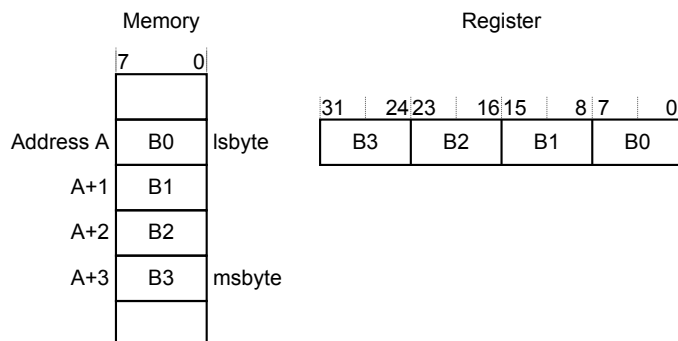 Memory
Register
7 0
31 24 23 16 15 8 7 0
Address A B0 lsbyte
B3 B2 B1 B0
A+1 B1
A+2 B2
A+3 B3 msbyte